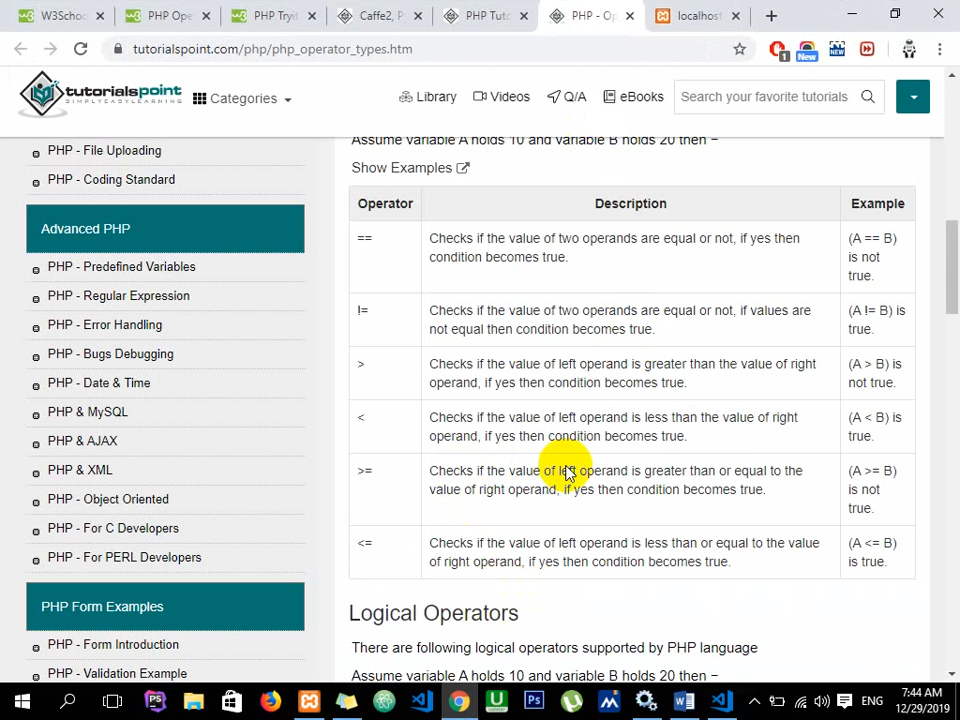 W3Schoo
PHP Ope
PHP Tryit
Caffe2, P
PHP Tuto
PHP - Op
localhost
tutorialspoint.com/php/php_operator_types.htm
1
New
NEW
tutorialspoint
SIMPLYEASYLEARNING
Categories
Library
Videos
Q/A
eBooks
Search your favorite tutorials
PHP - File Uploading
PHP - Coding Standard
Advanced PHP
PHP - Predefined Variables
PHP - Regular Expression
PHP - Error Handling
PHP - Bugs Debugging
PHP - Date & Time
PHP & MySQL
PHP & AJAX
PHP & XML
PHP - Object Oriented
PHP - For C Developers
PHP - For PERL Developers
PHP Form Examples
PHP - Form Introduction
PHP - Validation Example
Assume variable A holds 10 and variable B holds 20 then −
Show Examples
Operator Description Example
== Checks if the value of two operands are equal or not, if yes then (A == B)
condition becomes true. is not
true.
!= Checks if the value of two operands are equal or not, if values are (A != B) is
not equal then condition becomes true. true.
> Checks if the value of left operand is greater than the value of right (A > B) is
operand, if yes then condition becomes true. not true.
< Checks if the value of left operand is less than the value of right (A < B) is
operand, if yes then condition becomes true. true.
>= Checks if the value of left operand is greater than or equal to the (A >= B)
value of right operand, if yes then condition becomes true. is not
true.
<= Checks if the value of left operand is less than or equal to the value (A <= B)
of right operand, if yes then condition becomes true. is true.
Logical Operators
There are following logical operators supported by PHP language
Assume variable A holds 10 and variable B holds 20 then −
PS
Ps
ENG
7:44 AM
12/29/2019